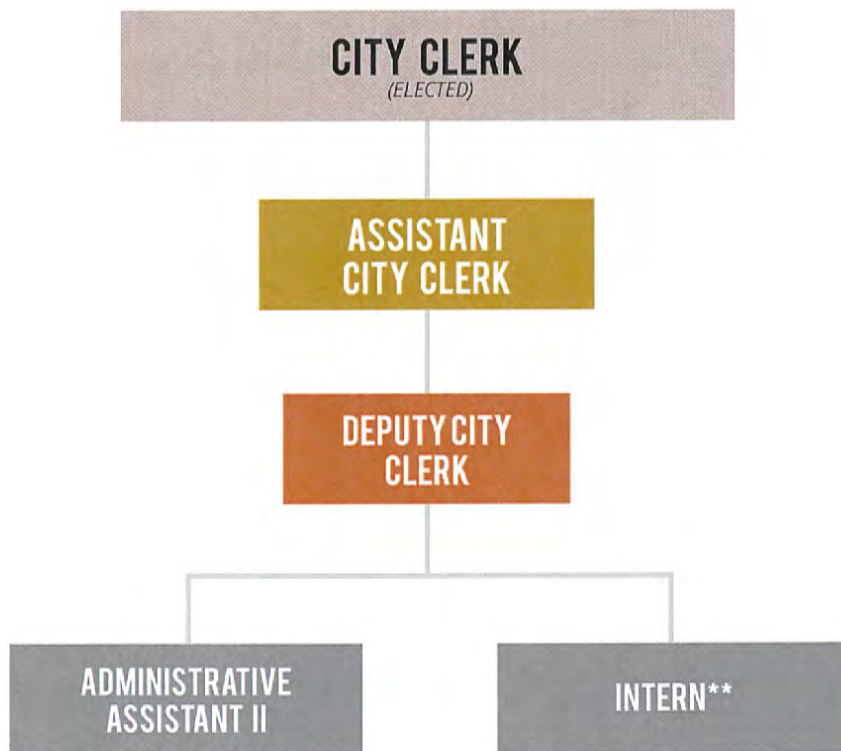 CITY CLERK
(ELECTED)
ASSISTANT
CITY CLERK
DEPUTY CITY
CLERK
ADMINISTRATIVE
ASSISTANT II
INTERN**